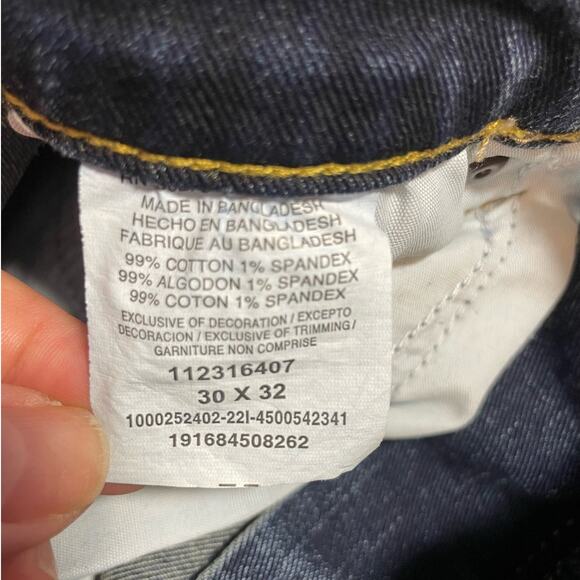 MADE IN BANGLADESH
HECHO EN BANGLADESH
FABRIQUE AU BANGLADESH
99% COTTON 1% SPANDEX
99% ALGODON 1% SPANDEX
99% COTON 1% SPANDEX
EXCLUSIVE OF DECORATION / EXCEPTO
DECORACION / EXCLUSIVE OF TRIMMING /
GARNITURE NON COMPRISE
112316407
30 X 32
1000252402-22I-4500542341
191684508262